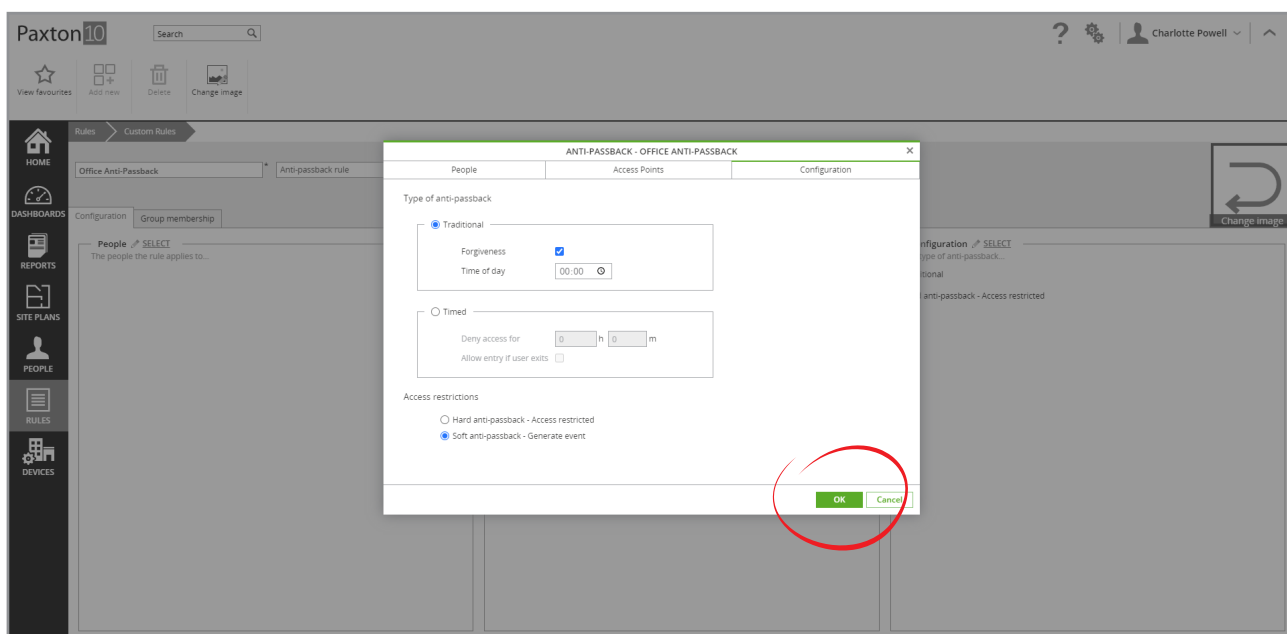 Paxton10
Search
Charlotte Powell
View favourites
Add new
Delete
Change image
Rules
Custom Rules
HOME
DASHBOARDS
REPORTS
SITE PLANS
PEOPLE
RULES
DEVICES
Office Anti-Passback
*
Anti-passback rule
Change image
Configuration
Group membership
People SELECT
The people the rule applies to...
nfiguration SELECT
ype of anti-passback...
itional
anti-passback - Access restricted
ANTI-PASSBACK - OFFICE ANTI-PASSBACK
People
Access Points
Configuration
Type of anti-passback
Traditional
Forgiveness
Time of day 00:00
Timed
Deny access for 0 h 0 m
Allow entry if user exits
Access restrictions
Hard anti-passback - Access restricted
Soft anti-passback - Generate event
OK
Cancel